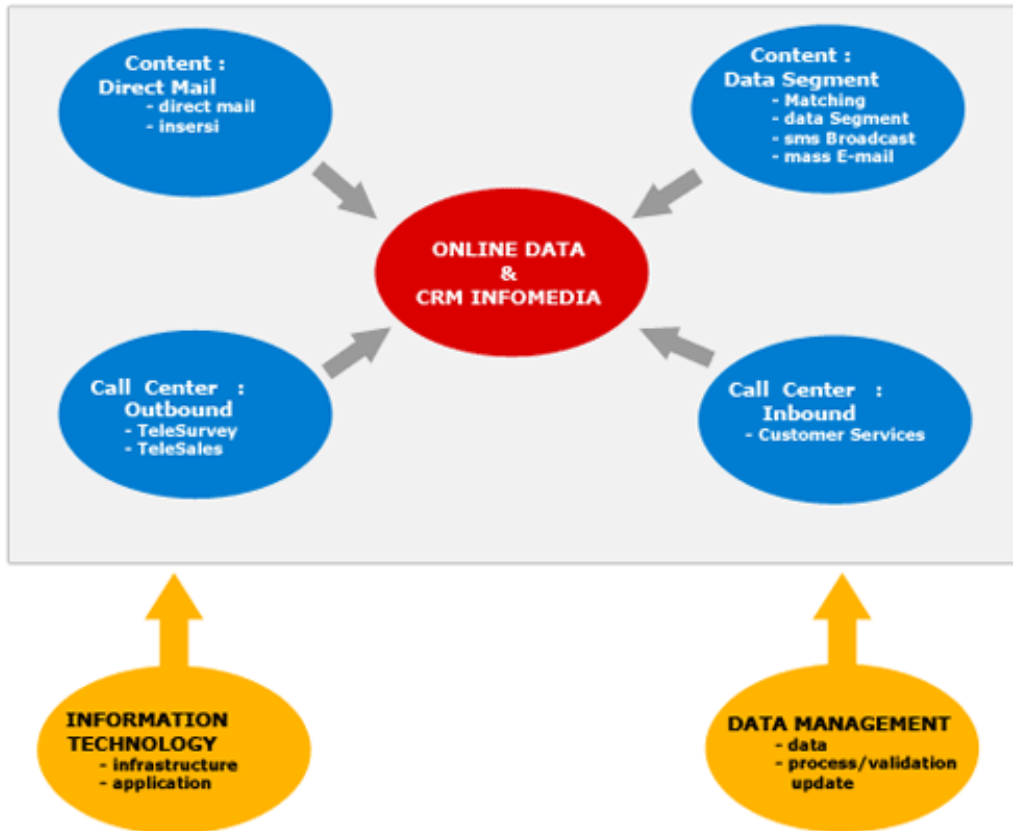 Content :
Direct Mail
- direct mail
- insersi
Content :
Data Segment
- Matching
- data Segment
- sms Broadcast
- mass E-mail
ONLINE DATA
&
CRM INFOMEDIA
Call Center :
Outbound
- TeleSurvey
- TeleSales
Call Center :
Inbound
- Customer Services
INFORMATION
TECHNOLOGY
- infrastructure
- application
DATA MANAGEMENT
- data
- process/validation
update